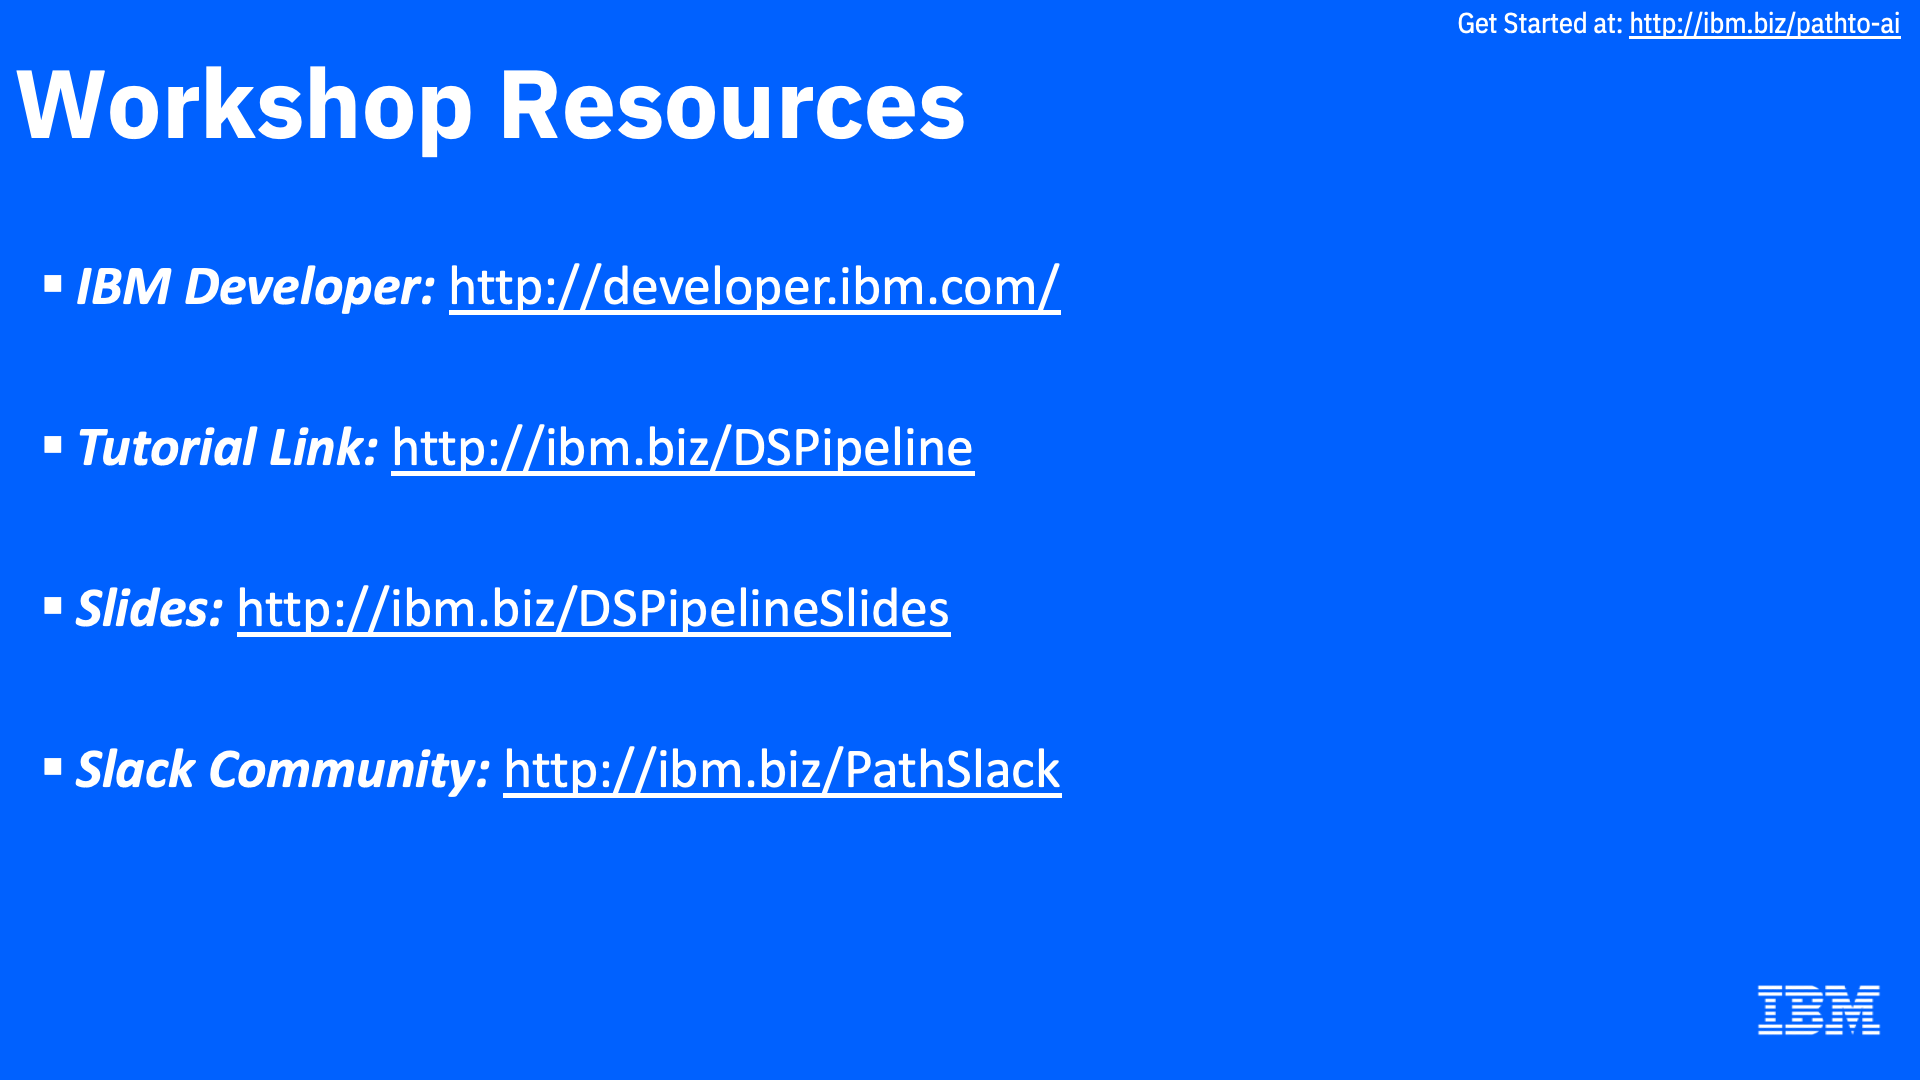 Get Started at: http://ibm.biz/pathto-ai
Workshop Resources
▪ IBM Developer: http://developer.ibm.com/
▪ Tutorial Link: http://ibm.biz/DSPipeline
▪ Slides: http://ibm.biz/DSPipelineSlides
▪ Slack Community: http://ibm.biz/PathSlack
IBM